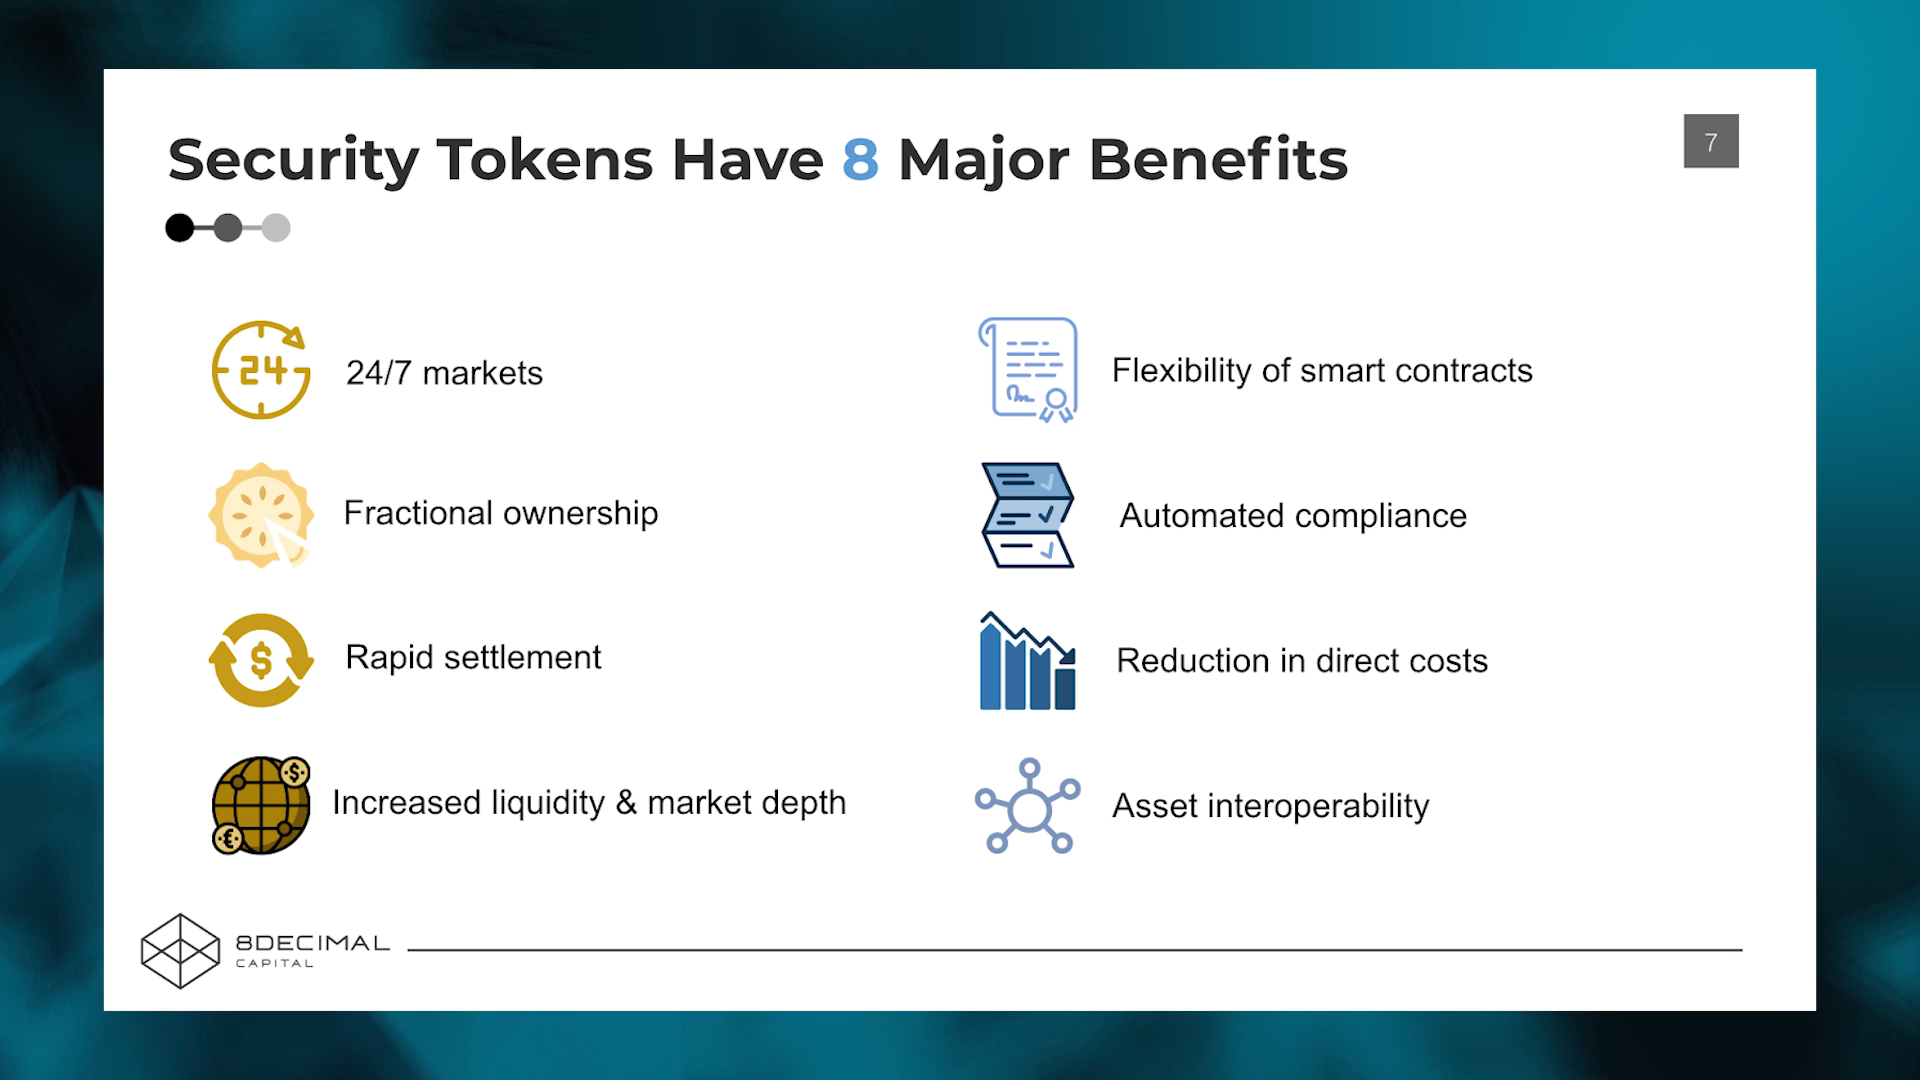 Security Tokens Have 8 Major Benefits
7
24
24/7 markets
Fractional ownership
$
Rapid settlement
$
€
Increased liquidity & market depth
Flexibility of smart contracts
Automated compliance
Reduction in direct costs
Asset interoperability
8DECIMAL
CAPITAL